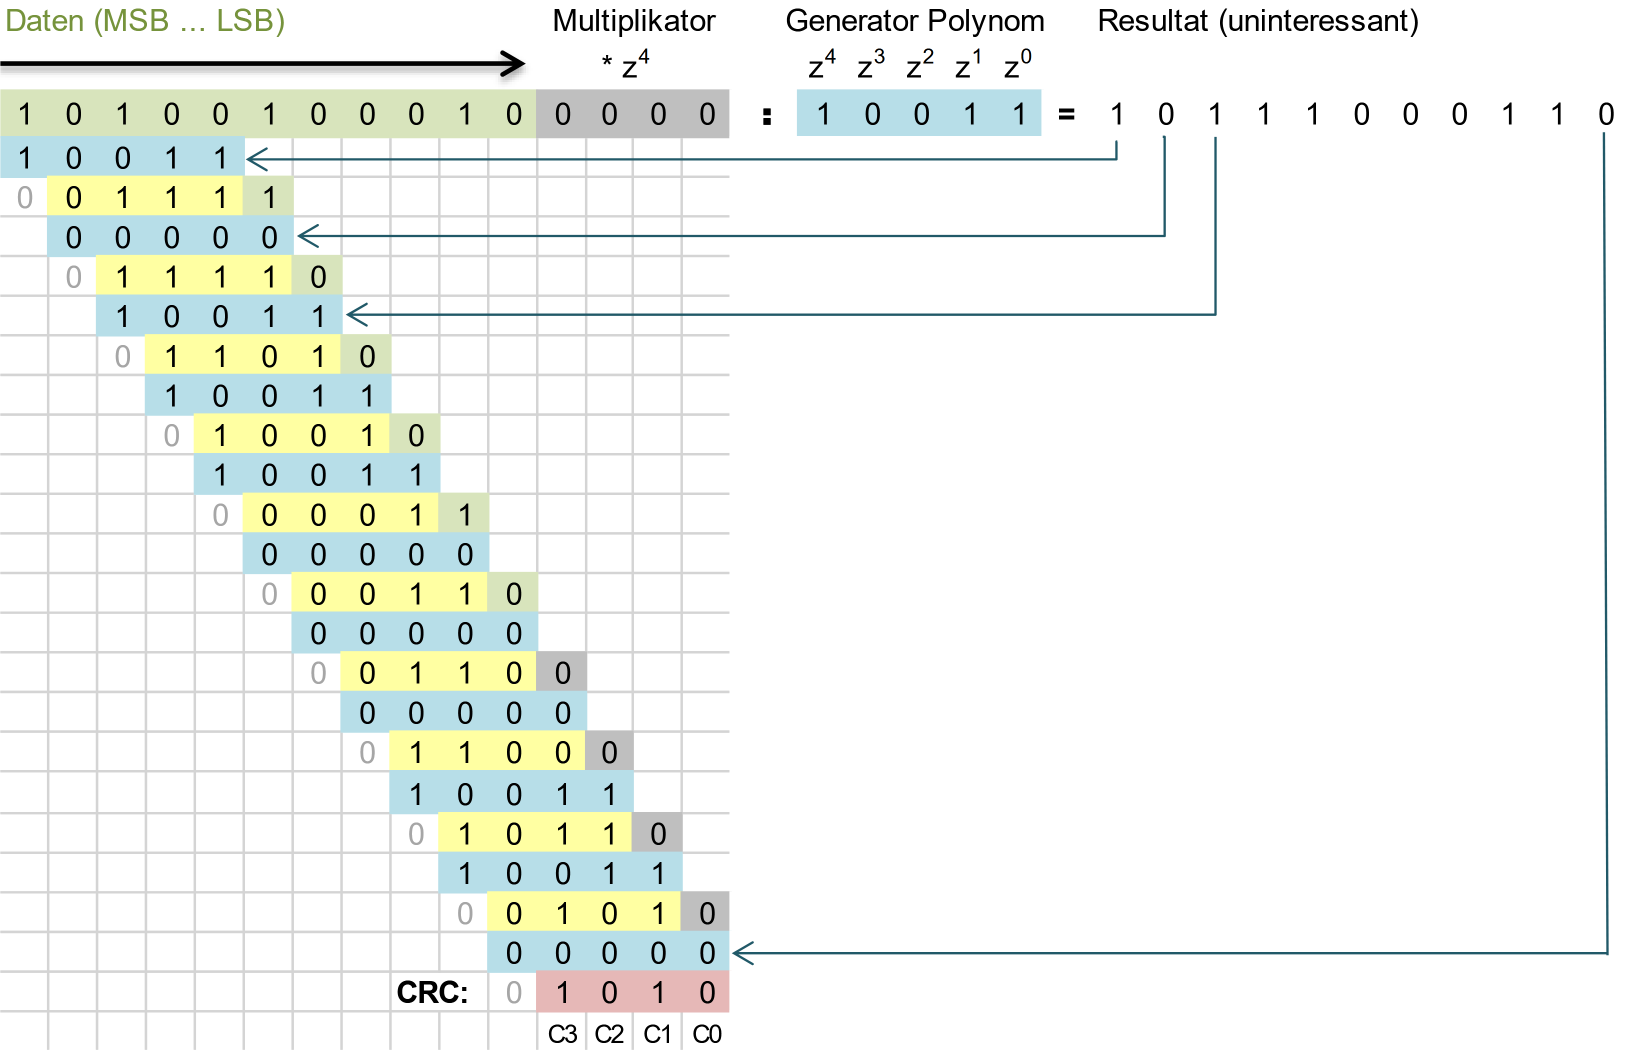 Daten (MSB ... LSB) Multiplikator Generator Polynom Resultat (uninteressant)
* z⁴ z⁴ z³ z² z¹ z⁰
1 0 1 0 0 1 0 0 0 1 0 0 0 0 0 : 1 0 0 1 1 = 1 0 1 1 1 0 0 0 1 1 0
1 0 0 1 1
0 0 1 1 1 1
0 0 0 0 0
0 1 1 1 1 0
1 0 0 1 1
0 1 1 0 1 0
1 0 0 1 1
0 1 0 0 1 0
1 0 0 1 1
0 0 0 0 1 1
0 0 0 0 0
0 0 0 1 1 0
0 0 0 0 0
0 0 1 1 0 0
0 0 0 0 0
0 1 1 0 0 0
1 0 0 1 1
0 1 0 1 1 0
1 0 0 1 1
0 0 1 0 1 0
0 0 0 0 0
CRC: 0 1 0 1 0
C3 C2 C1 C0